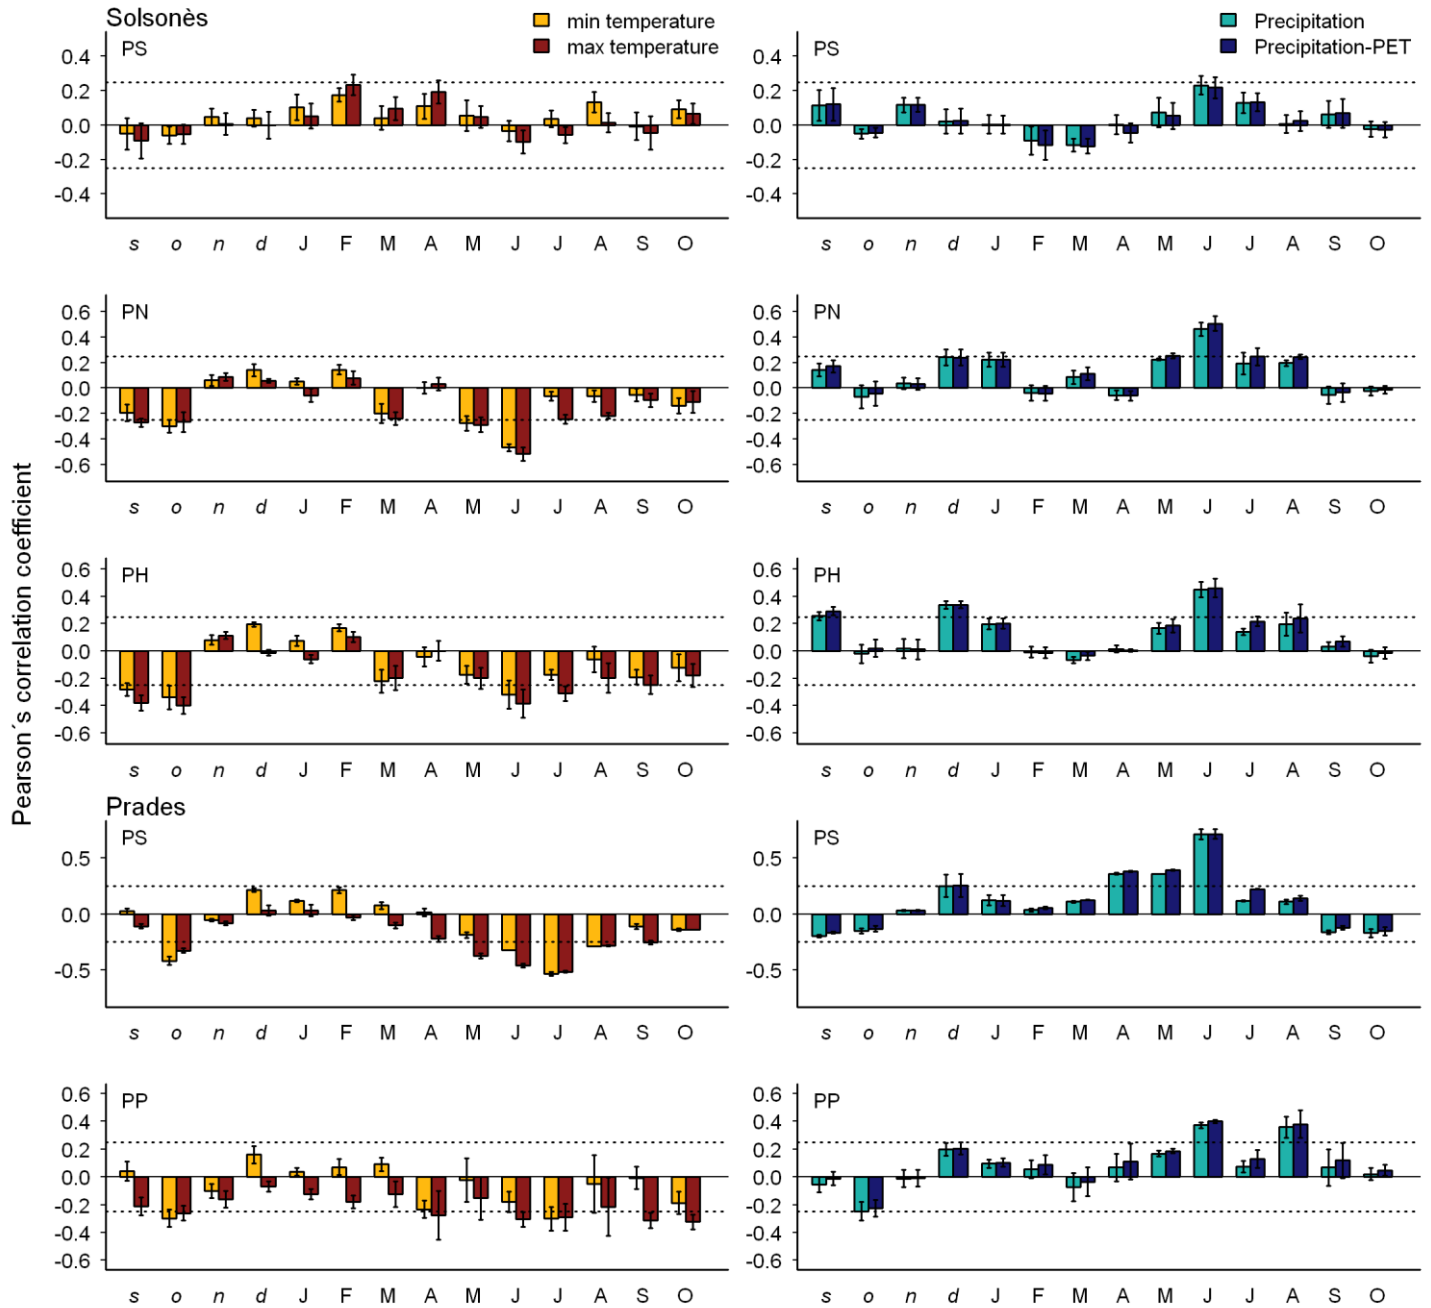 Solsonès
min temperature
max temperature
Precipitation
Precipitation-PET
PS
0.4
0.2
0.0
-0.2
-0.4
s o n d J F M A M J J A S O
PS
0.4
0.2
0.0
-0.2
-0.4
s o n d J F M A M J J A S O
PN
0.6
0.4
0.2
0.0
-0.2
-0.4
-0.6
s o n d J F M A M J J A S O
PN
0.6
0.4
0.2
0.0
-0.2
-0.4
-0.6
s o n d J F M A M J J A S O
Pearson´s correlation coefficient
PH
0.6
0.4
0.2
0.0
-0.2
-0.4
-0.6
s o n d J F M A M J J A S O
PH
0.6
0.4
0.2
0.0
-0.2
-0.4
-0.6
s o n d J F M A M J J A S O
Prades
PS
0.5
0.0
-0.5
s o n d J F M A M J J A S O
PS
0.5
0.0
-0.5
s o n d J F M A M J J A S O
PP
0.6
0.4
0.2
0.0
-0.2
-0.4
-0.6
s o n d J F M A M J J A S O
PP
0.6
0.4
0.2
0.0
-0.2
-0.4
-0.6
s o n d J F M A M J J A S O